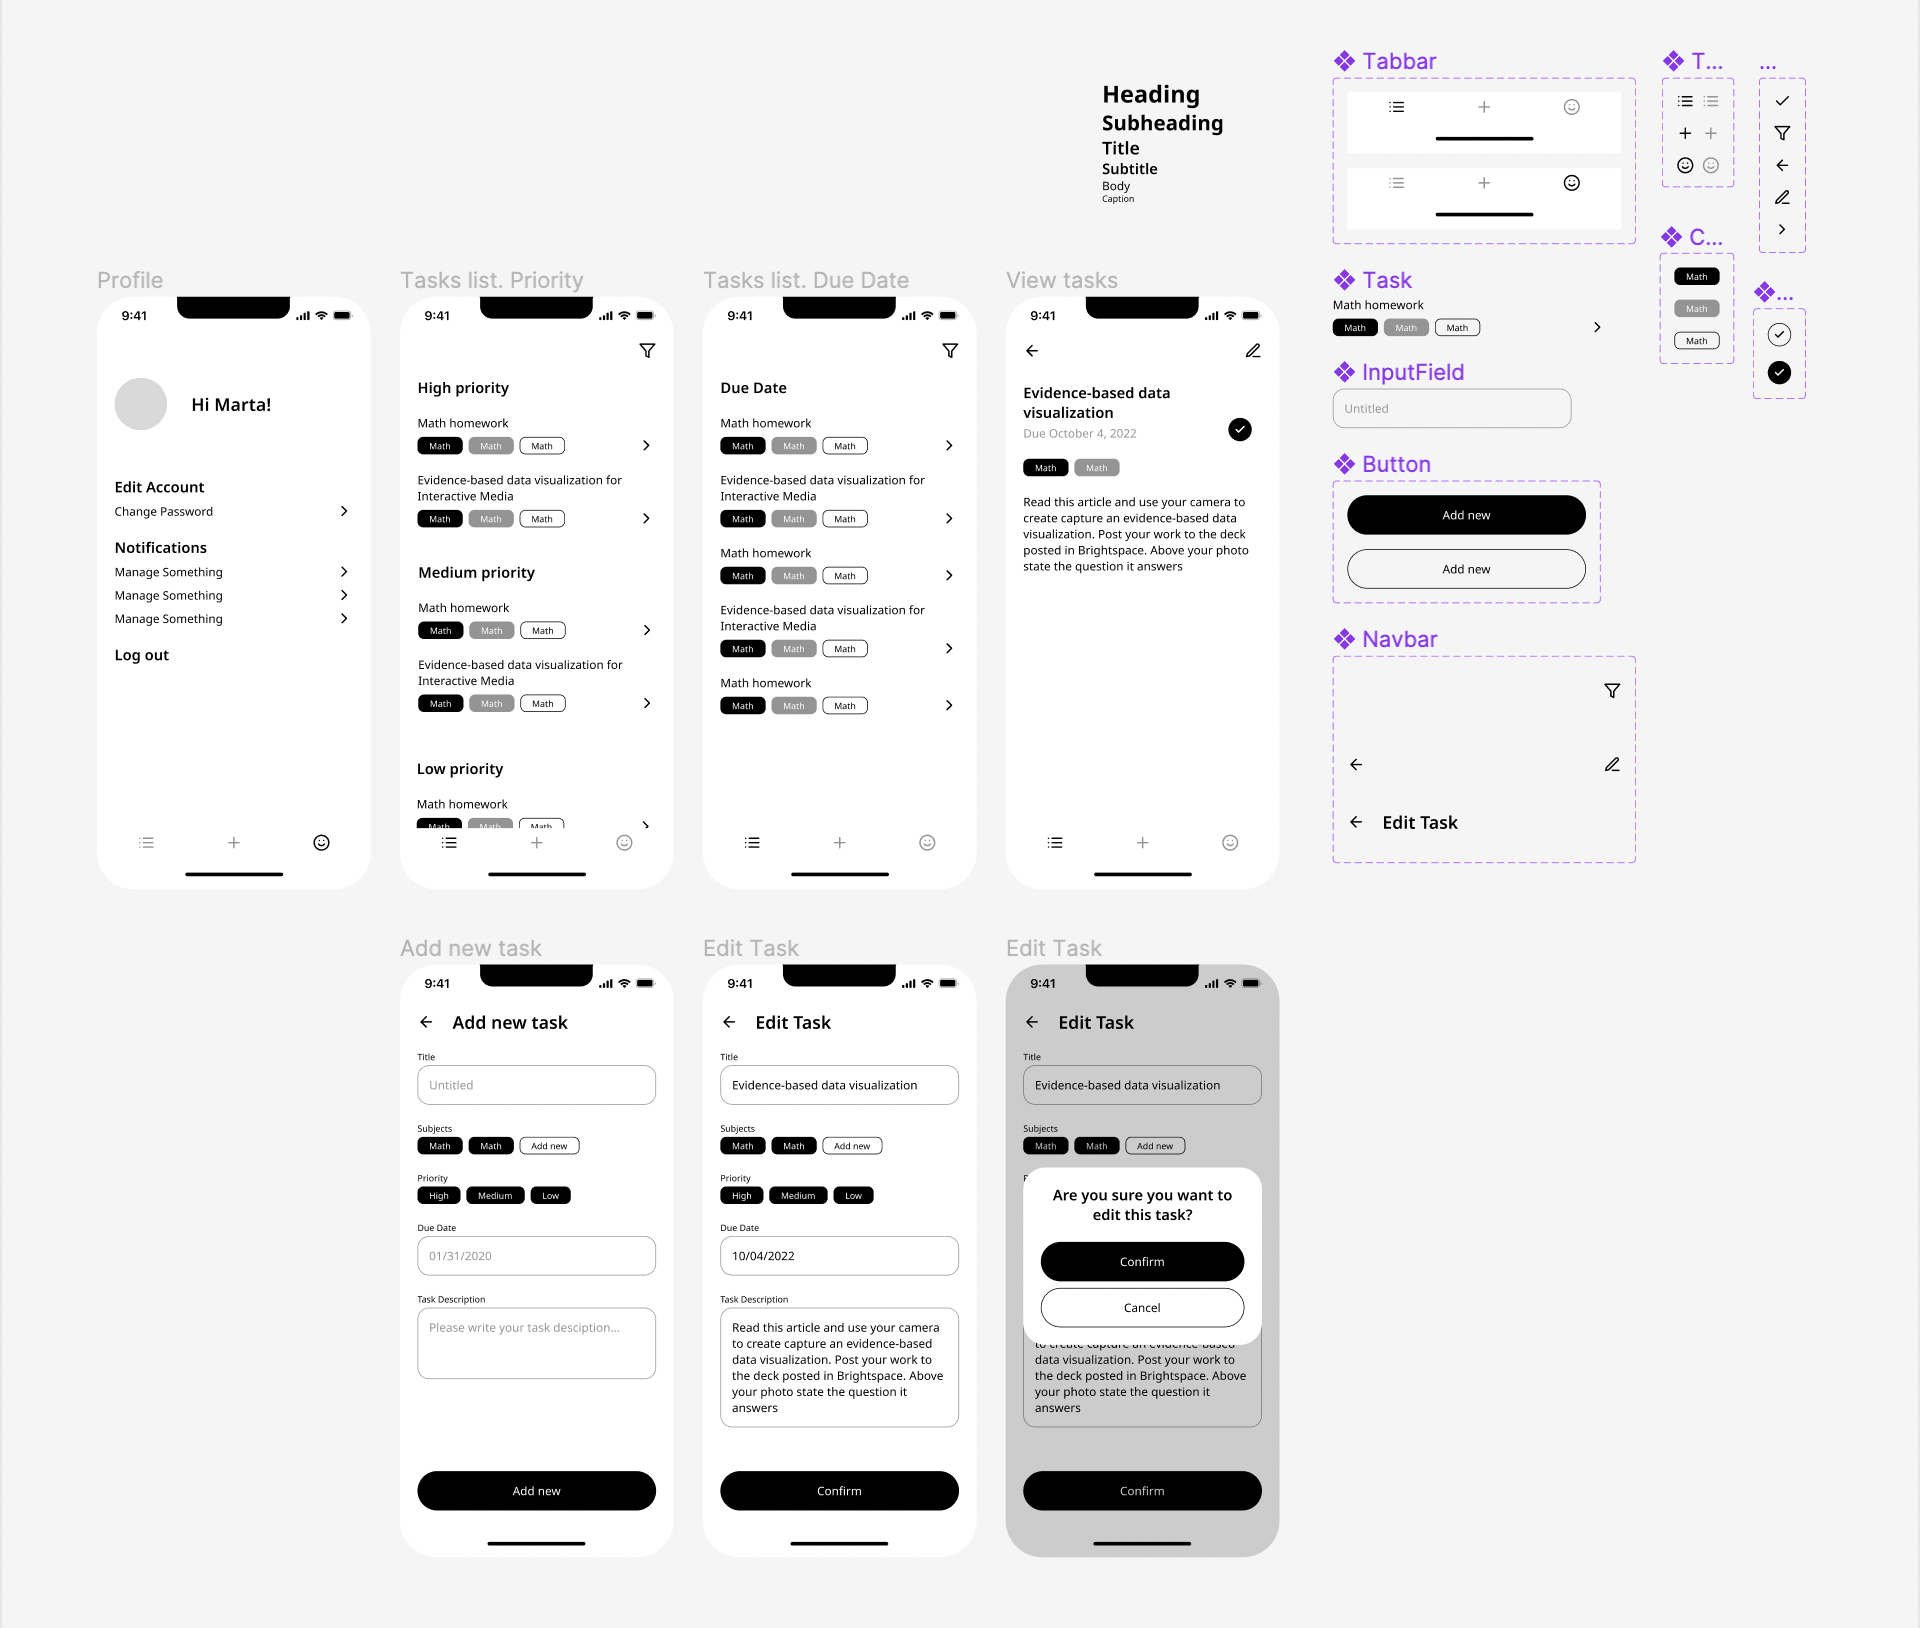 Tabbar
T...
...
Heading
Subheading
Title
Subtitle
Body
Caption
C...
Math
Math
Math
...
Task
Math homework
Math Math Math
InputField
Untitled
Button
Add new
Add new
Navbar
Edit Task
Profile
9:41
Hi Marta!
Edit Account
Change Password
Notifications
Manage Something
Manage Something
Manage Something
Log out
Tasks list. Priority
9:41
High priority
Math homework
Math Math Math
Evidence-based data visualization for
Interactive Media
Math Math Math
Medium priority
Math homework
Math Math Math
Evidence-based data visualization for
Interactive Media
Math Math Math
Low priority
Math homework
Math Math Math
Tasks list. Due Date
9:41
Due Date
Math homework
Math Math Math
Evidence-based data visualization for
Interactive Media
Math Math Math
Math homework
Math Math Math
Evidence-based data visualization for
Interactive Media
Math Math Math
Math homework
Math Math Math
View tasks
9:41
Evidence-based data
visualization
Due October 4, 2022
Math Math
Read this article and use your camera to
create capture an evidence-based data
visualization. Post your work to the deck
posted in Brightspace. Above your photo
state the question it answers
Add new task
9:41
Add new task
Title
Untitled
Subjects
Math Math Add new
Priority
High Medium Low
Due Date
01/31/2020
Task Description
Please write your task desciption...
Add new
Edit Task
9:41
Edit Task
Title
Evidence-based data visualization
Subjects
Math Math Add new
Priority
High Medium Low
Due Date
10/04/2022
Task Description
Read this article and use your camera
to create capture an evidence-based
data visualization. Post your work to
the deck posted in Brightspace. Above
your photo state the question it
answers
Confirm
Edit Task
9:41
Edit Task
Title
Evidence-based data visualization
Subjects
Math Math Add new
Are you sure you want to
edit this task?
Confirm
Cancel
to create capture an evidence-based
data visualization. Post your work to
the deck posted in Brightspace. Above
your photo state the question it
answers
Confirm